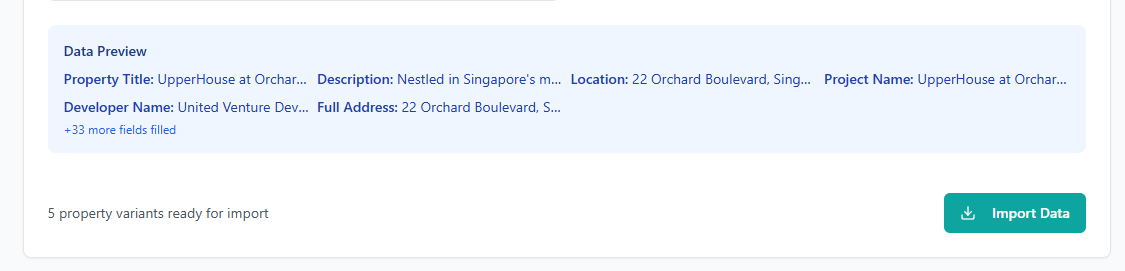 Data Preview
Property Title: UpperHouse at Orchar... Description: Nestled in Singapore's m... Location: 22 Orchard Boulevard, Sing... Project Name: UpperHouse at Orchar...
Developer Name: United Venture Dev... Full Address: 22 Orchard Boulevard, S...
+33 more fields filled
5 property variants ready for import
Import Data